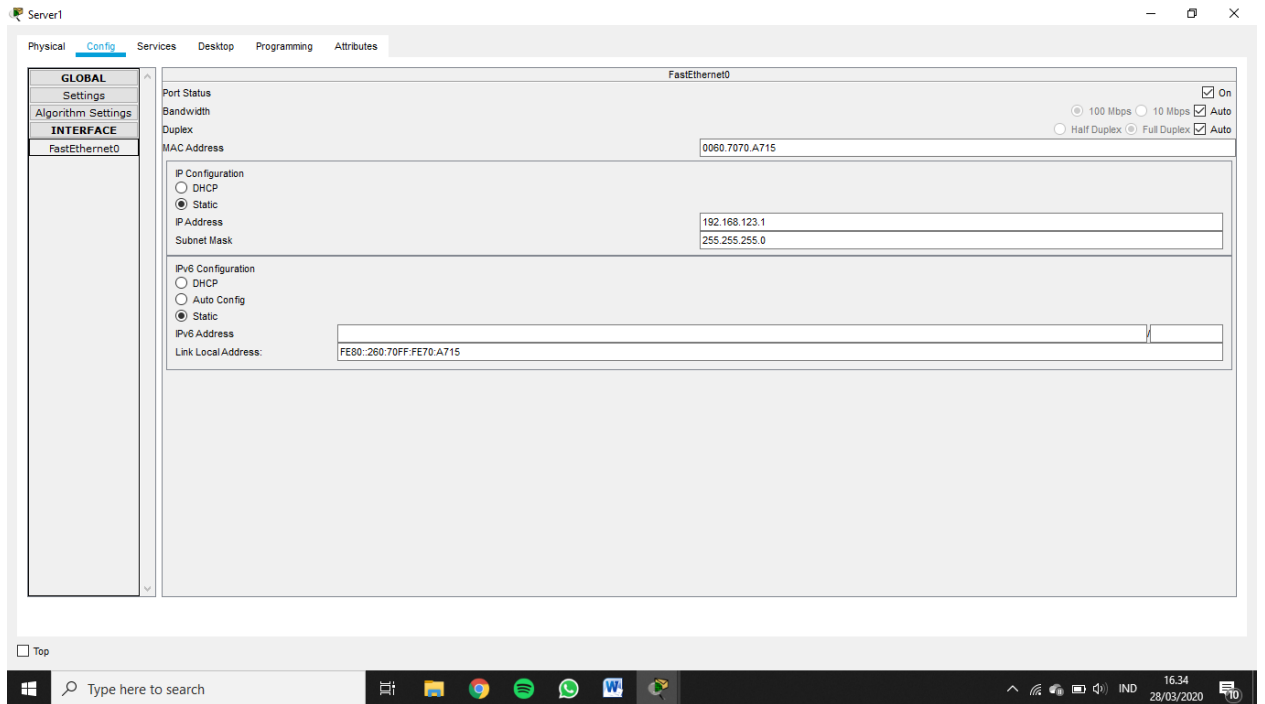 Server1
Physical Config Services Desktop Programming Attributes
GLOBAL
Settings
Algorithm Settings
INTERFACE
FastEthernet0
FastEthernet0
Port Status On
Bandwidth 100 Mbps 10 Mbps Auto
Duplex Half Duplex Full Duplex Auto
MAC Address 0060.7070.A715
IP Configuration
DHCP
Static
IP Address 192.168.123.1
Subnet Mask 255.255.255.0
IPv6 Configuration
DHCP
Auto Config
Static
IPv6 Address /
Link Local Address: FE80::260:70FF:FE70:A715
Top
Type here to search
W
IND
16.34
28/03/2020
10